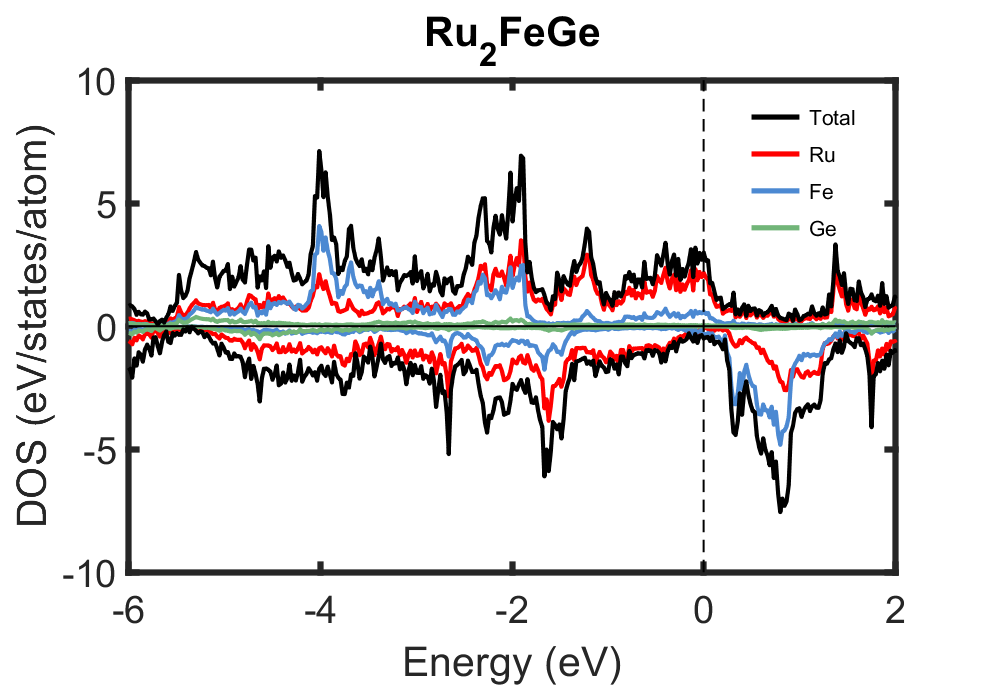 Ru2FeGe
10
5
0
-5
-10
DOS (eV/states/atom)
Total
Ru
Fe
Ge
-6 -4 -2 0 2
Energy (eV)